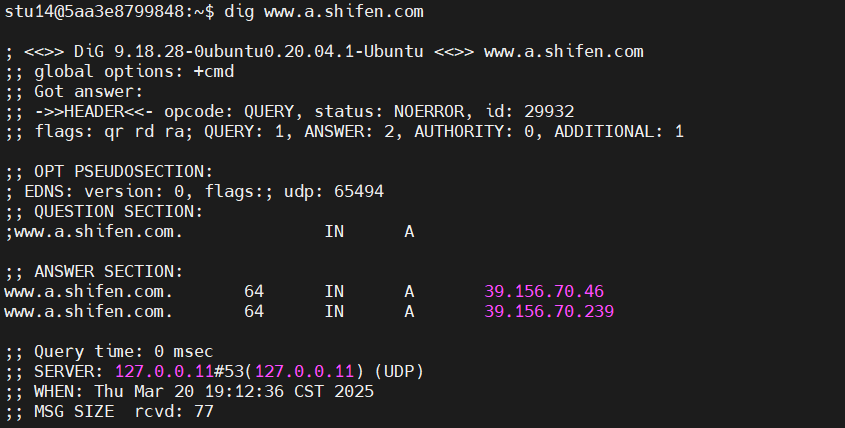 stu14@5aa3e8799848:~$ dig www.a.shifen.com
; <<>> DiG 9.18.28-0ubuntu0.20.04.1-Ubuntu <<>> www.a.shifen.com
;; global options: +cmd
;; Got answer:
;; ->>HEADER<<- opcode: QUERY, status: NOERROR, id: 29932
;; flags: qr rd ra; QUERY: 1, ANSWER: 2, AUTHORITY: 0, ADDITIONAL: 1
;; OPT PSEUDOSECTION:
; EDNS: version: 0, flags:; udp: 65494
;; QUESTION SECTION:
;www.a.shifen.com.              IN      A
;; ANSWER SECTION:
www.a.shifen.com.       64      IN      A       39.156.70.46
www.a.shifen.com.       64      IN      A       39.156.70.239
;; Query time: 0 msec
;; SERVER: 127.0.0.11#53(127.0.0.11) (UDP)
;; WHEN: Thu Mar 20 19:12:36 CST 2025
;; MSG SIZE  rcvd: 77